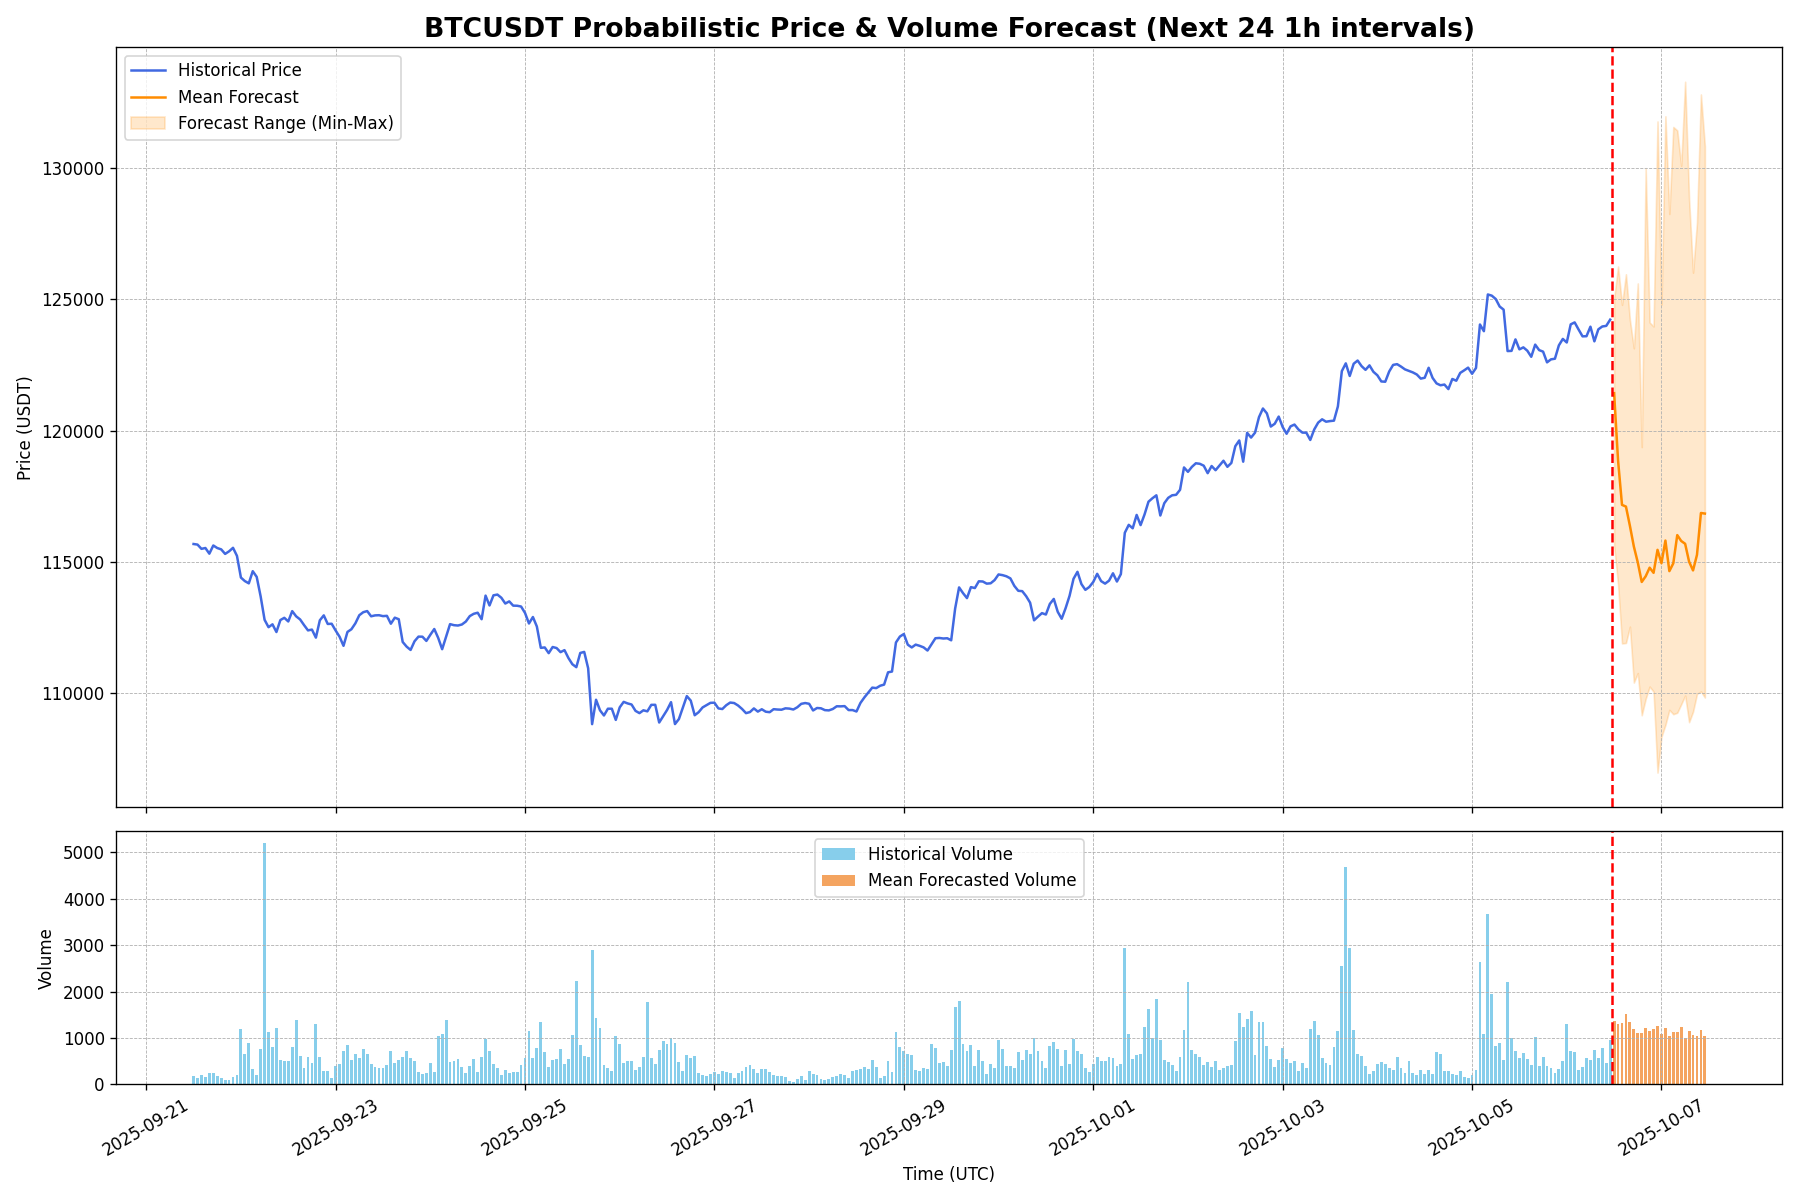 BTCUSDT Probabilistic Price & Volume Forecast (Next 24 1h intervals)
Historical Price
Mean Forecast
Forecast Range (Min-Max)
130000
125000
120000
115000
110000
Price (USDT)
Historical Volume
Mean Forecasted Volume
5000
4000
3000
2000
1000
0
Volume
2025-09-21
2025-09-23
2025-09-25
2025-09-27
2025-09-29
2025-10-01
2025-10-03
2025-10-05
2025-10-07
Time (UTC)